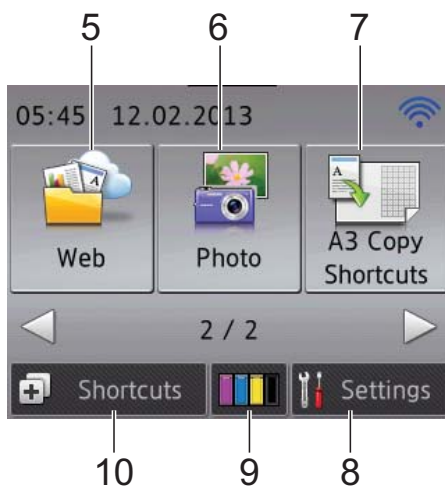 5 6 7
05:45 12.02.2013
Web Photo A3 Copy
Shortcuts
2 / 2
Shortcuts Settings
10 9 8